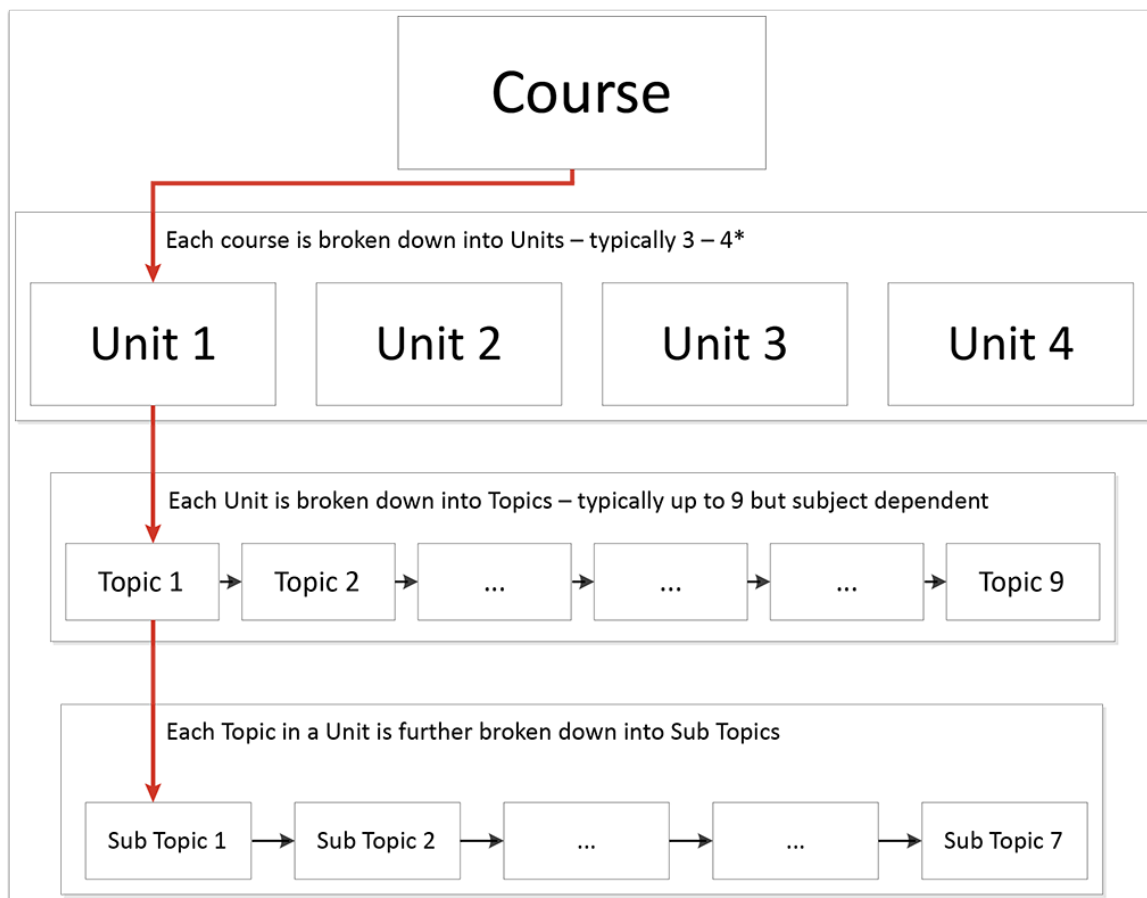 Course
Each course is broken down into Units – typically 3 – 4*
Unit 1
Unit 2
Unit 3
Unit 4
Each Unit is broken down into Topics – typically up to 9 but subject dependent
Topic 1
Topic 2
...
...
...
Topic 9
Each Topic in a Unit is further broken down into Sub Topics
Sub Topic 1
Sub Topic 2
...
...
Sub Topic 7